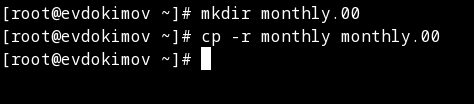 [root@evdokimov ~]# mkdir monthly.00
[root@evdokimov ~]# cp -r monthly monthly.00
[root@evdokimov ~]#